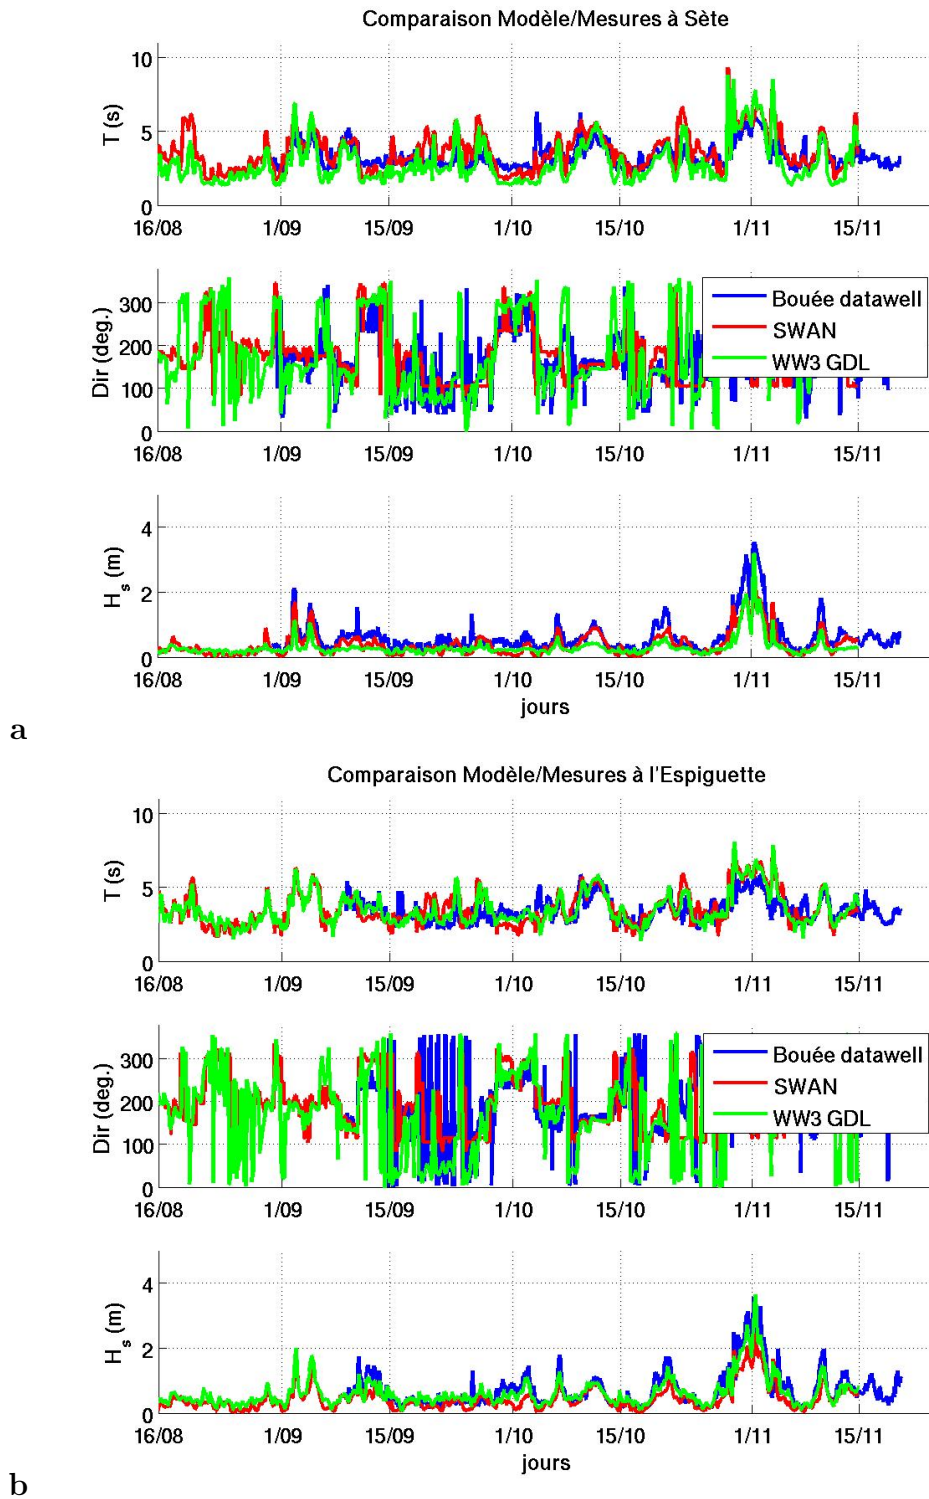 Comparaison Modèle/Mesures à Sète
T (s)
10
5
0
16/08 1/09 15/09 1/10 15/10 1/11 15/11
Dir (deg.)
300
200
100
0
Bouée datawell
SWAN
WW3 GDL
16/08 1/09 15/09 1/10 15/10 1/11 15/11
H_s (m)
4
2
0
16/08 1/09 15/09 1/10 15/10 1/11 15/11
jours
a
Comparaison Modèle/Mesures à l'Espiguette
T (s)
10
5
0
16/08 1/09 15/09 1/10 15/10 1/11 15/11
Dir (deg.)
300
200
100
0
Bouée datawell
SWAN
WW3 GDL
16/08 1/09 15/09 1/10 15/10 1/11 15/11
H_s (m)
4
2
0
16/08 1/09 15/09 1/10 15/10 1/11 15/11
jours
b